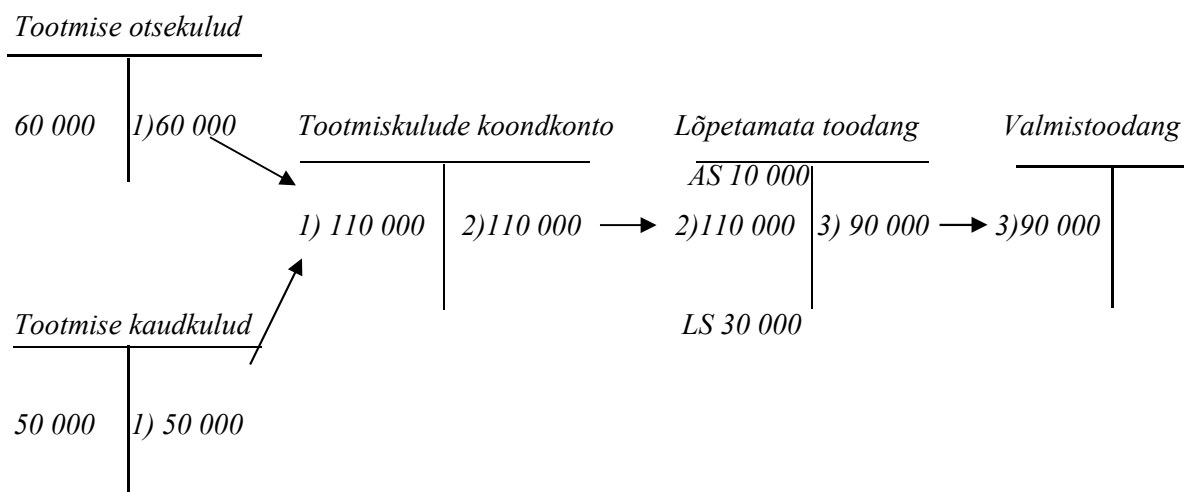 Tootmise otsekulud
60 000 1)60 000
Tootmiskulude koondkonto
1) 110 000 2)110 000
Lõpetamata toodang
AS 10 000
2)110 000 3) 90 000
LS 30 000
Valmistoodang
3)90 000
Tootmise kaudkulud
50 000 1) 50 000